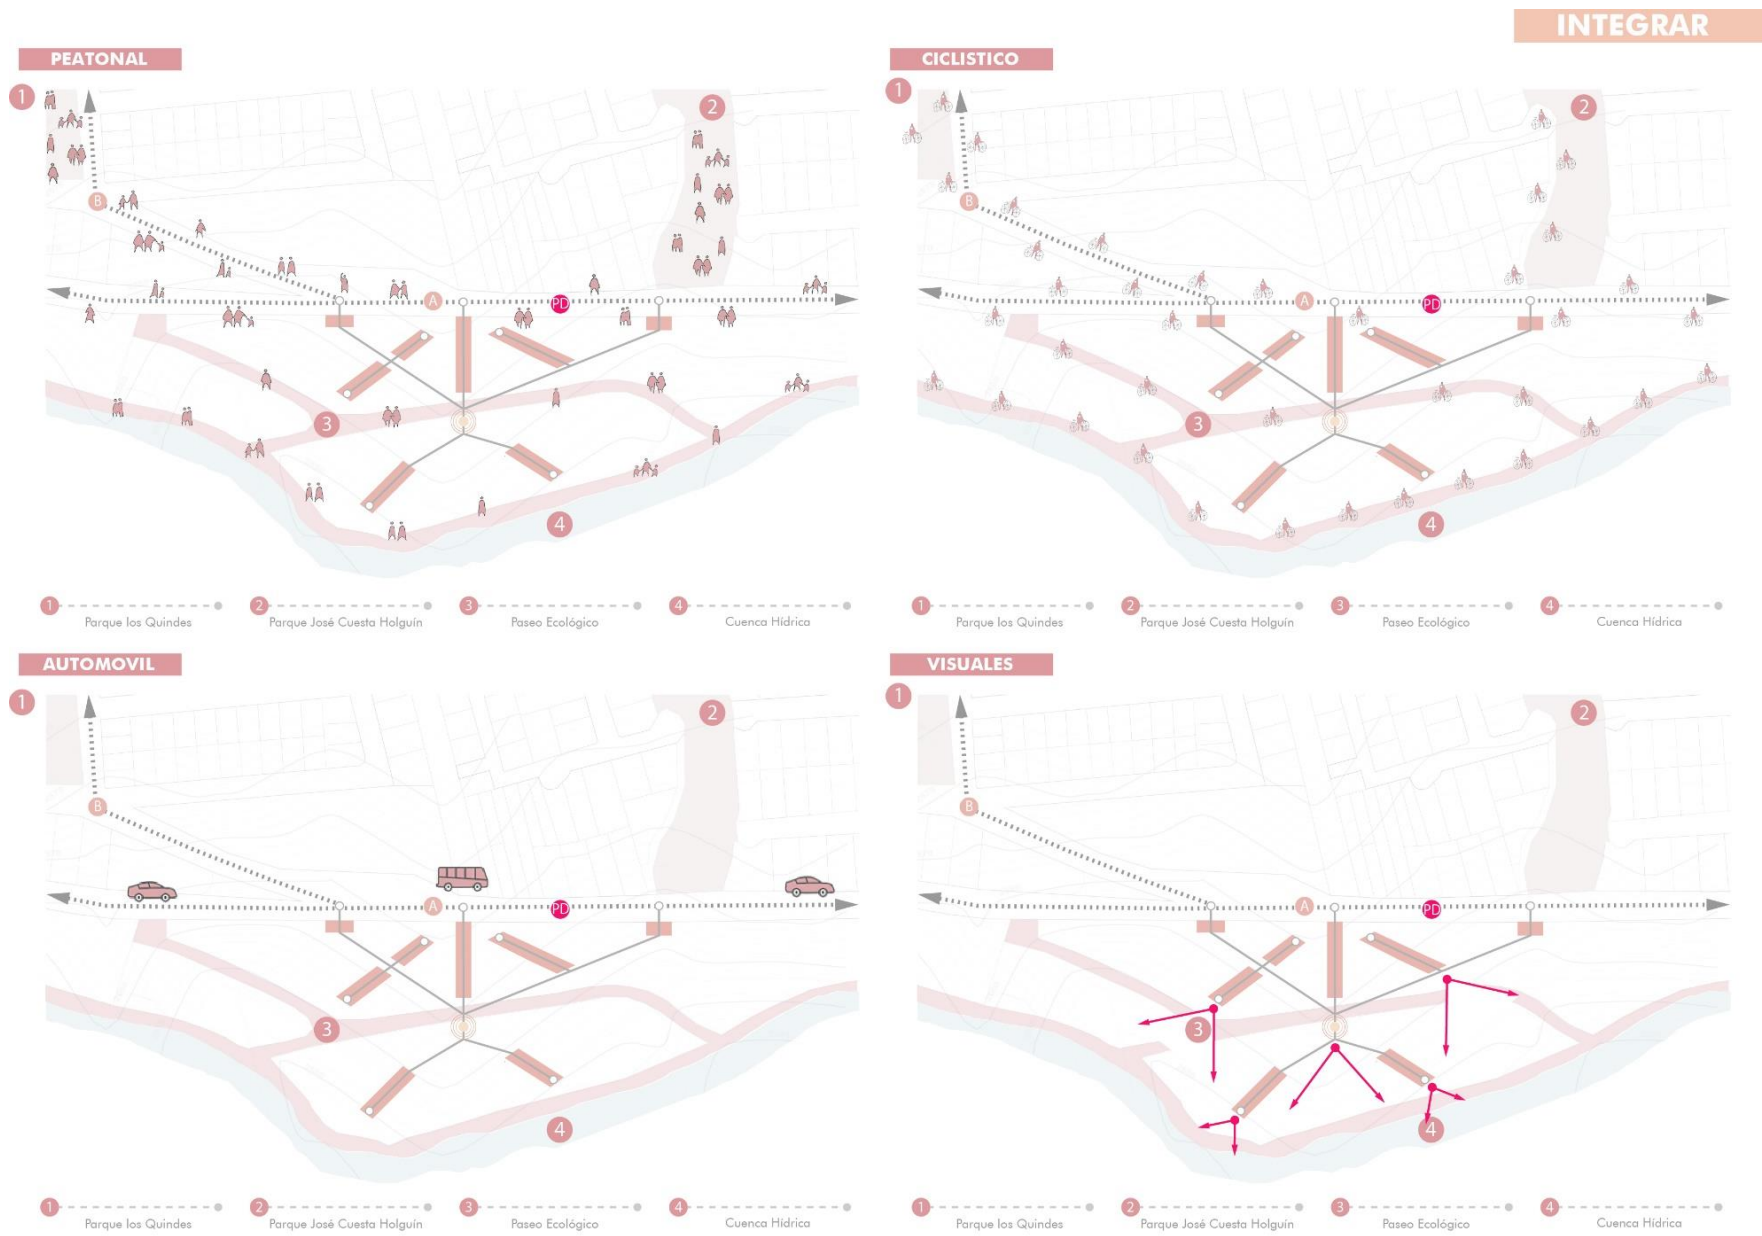 INTEGRAR
PEATONAL
1
2
B
A
PD
3
4
1 Parque los Quindes
2 Parque José Cuesta Holguín
3 Paseo Ecológico
4 Cuenca Hídrica
CICLISTICO
1
2
B
A
PD
3
4
1 Parque los Quindes
2 Parque José Cuesta Holguín
3 Paseo Ecológico
4 Cuenca Hídrica
AUTOMOVIL
1
2
B
A
PD
3
4
1 Parque los Quindes
2 Parque José Cuesta Holguín
3 Paseo Ecológico
4 Cuenca Hídrica
VISUALES
1
2
B
A
PD
3
4
1 Parque los Quindes
2 Parque José Cuesta Holguín
3 Paseo Ecológico
4 Cuenca Hídrica